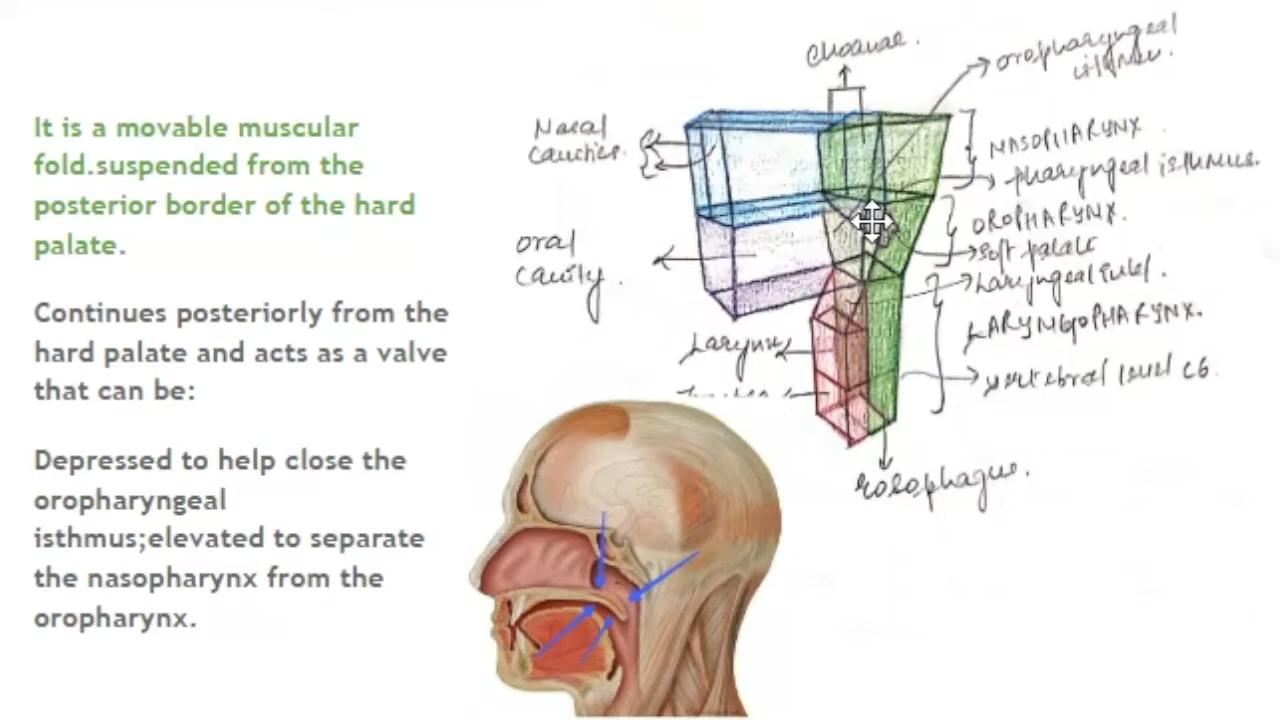 It is a movable muscular
fold.suspended from the
posterior border of the hard
palate.
Continues posteriorly from the
hard palate and acts as a valve
that can be:
Depressed to help close the
oropharyngeal
isthmus;elevated to separate
the nasopharynx from the
oropharynx.
Choanae.
oropharyngeal
isthmus.
Nasal
cavities.
NASOPHARYNX
pharyngeal isthmus.
OROPHARYNX.
soft palate
oral
cavity.
Laryngeal inlet.
LARYNGOPHARYNX.
Larynx
vertebral level C6.